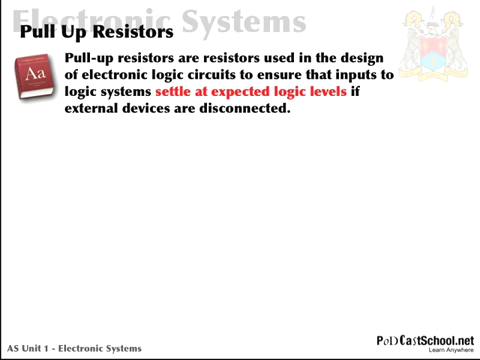 Electronic Systems
Pull Up Resistors
Aa
Pull-up resistors are resistors used in the design
of electronic logic circuits to ensure that inputs to
logic systems settle at expected logic levels if
external devices are disconnected.
AS Unit 1 - Electronic Systems
PoDCastSchool.net
Learn Anywhere